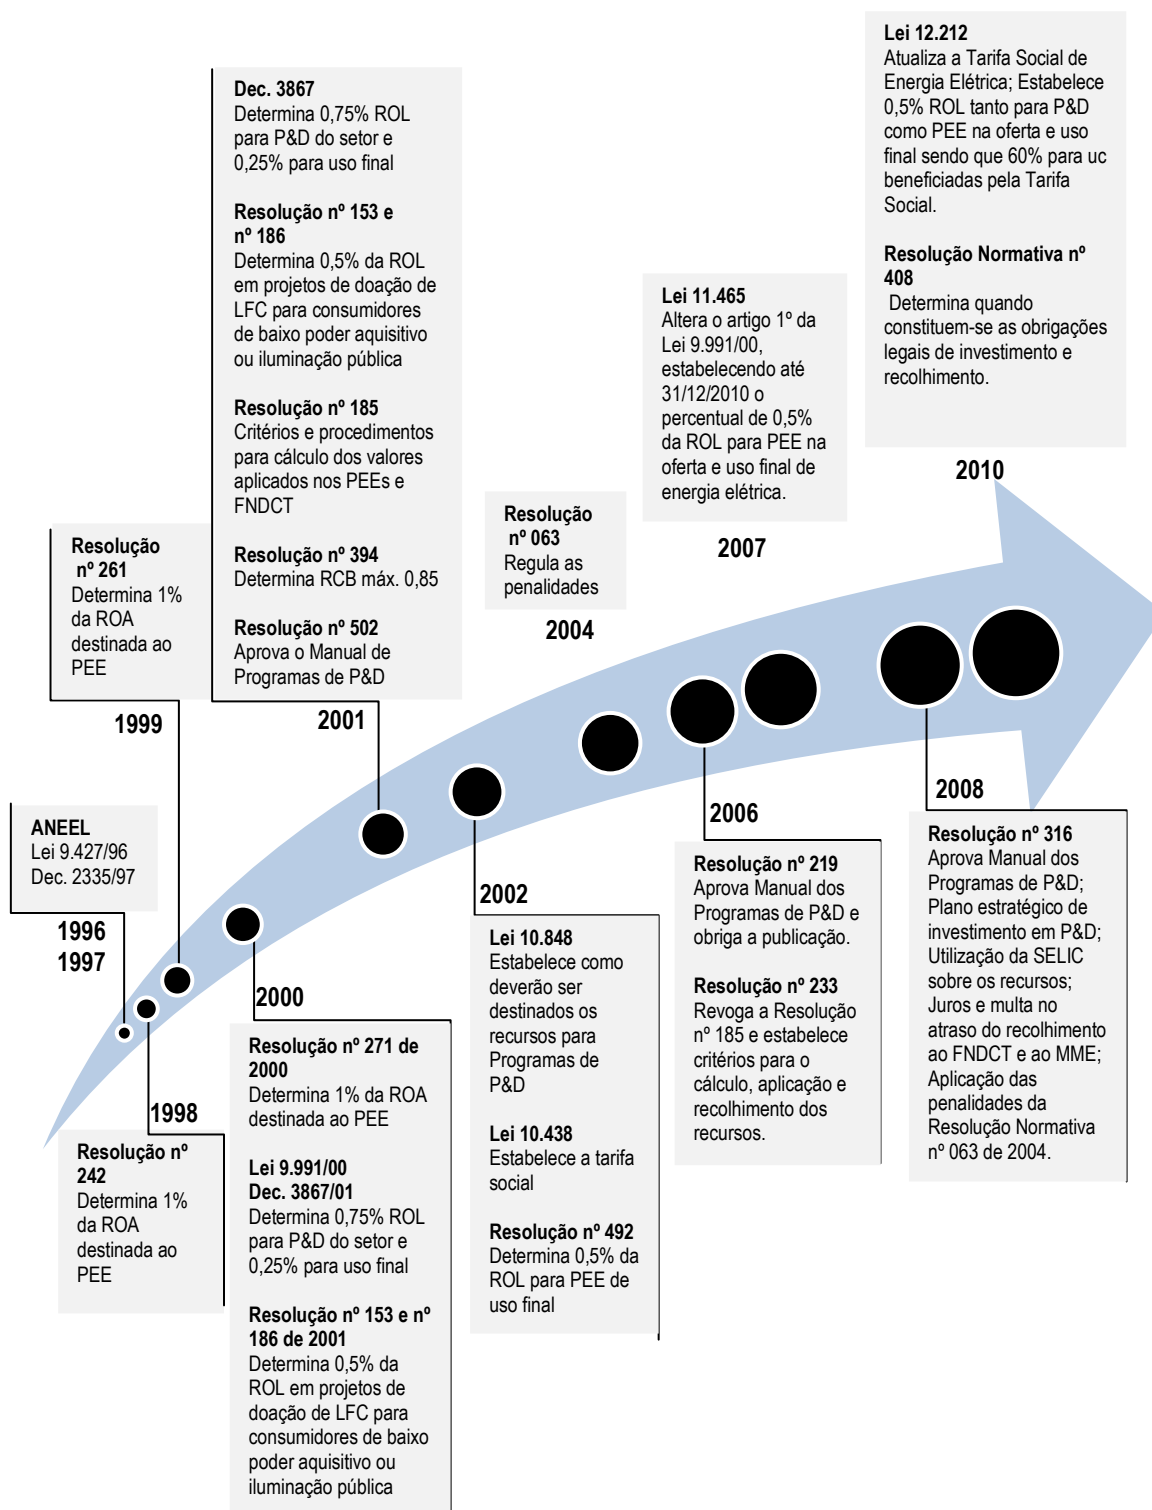 ANEEL
Lei 9.427/96
Dec. 2335/97
1996
1997
1998
Resolução nº
242
Determina 1%
da ROA
destinada ao
PEE
Resolução
nº 261
Determina 1%
da ROA
destinada ao
PEE
1999
2000
Resolução nº 271 de
2000
Determina 1% da ROA
destinada ao PEE
Lei 9.991/00
Dec. 3867/01
Determina 0,75% ROL
para P&D do setor e
0,25% para uso final
Resolução nº 153 e nº
186 de 2001
Determina 0,5% da
ROL em projetos de
doação de LFC para
consumidores de baixo
poder aquisitivo ou
iluminação pública
Dec. 3867
Determina 0,75% ROL
para P&D do setor e
0,25% para uso final
Resolução nº 153 e
nº 186
Determina 0,5% da ROL
em projetos de doação de
LFC para consumidores
de baixo poder aquisitivo
ou iluminação pública
Resolução nº 185
Critérios e procedimentos
para cálculo dos valores
aplicados nos PEEs e
FNDCT
Resolução nº 394
Determina RCB máx. 0,85
Resolução nº 502
Aprova o Manual de
Programas de P&D
2001
2002
Lei 10.848
Estabelece como
deverão ser
destinados os
recursos para
Programas de
P&D
Lei 10.438
Estabelece a tarifa
social
Resolução nº 492
Determina 0,5% da
ROL para PEE de
uso final
Resolução
nº 063
Regula as
penalidades
2004
2006
Resolução nº 219
Aprova Manual dos
Programas de P&D e
obriga a publicação.
Resolução nº 233
Revoga a Resolução
nº 185 e estabelece
critérios para o
cálculo, aplicação e
recolhimento dos
recursos.
Lei 11.465
Altera o artigo 1º da
Lei 9.991/00,
estabelecendo até
31/12/2010 o
percentual de 0,5%
da ROL para PEE na
oferta e uso final de
energia elétrica.
2007
2008
Resolução nº 316
Aprova Manual dos
Programas de P&D;
Plano estratégico de
investimento em P&D;
Utilização da SELIC
sobre os recursos;
Juros e multa no
atraso do recolhimento
ao FNDCT e ao MME;
Aplicação das
penalidades da
Resolução Normativa
nº 063 de 2004.
Lei 12.212
Atualiza a Tarifa Social de
Energia Elétrica; Estabelece
0,5% ROL tanto para P&D
como PEE na oferta e uso
final sendo que 60% para uc
beneficiadas pela Tarifa
Social.
Resolução Normativa nº
408
Determina quando
constituem-se as obrigações
legais de investimento e
recolhimento.
2010